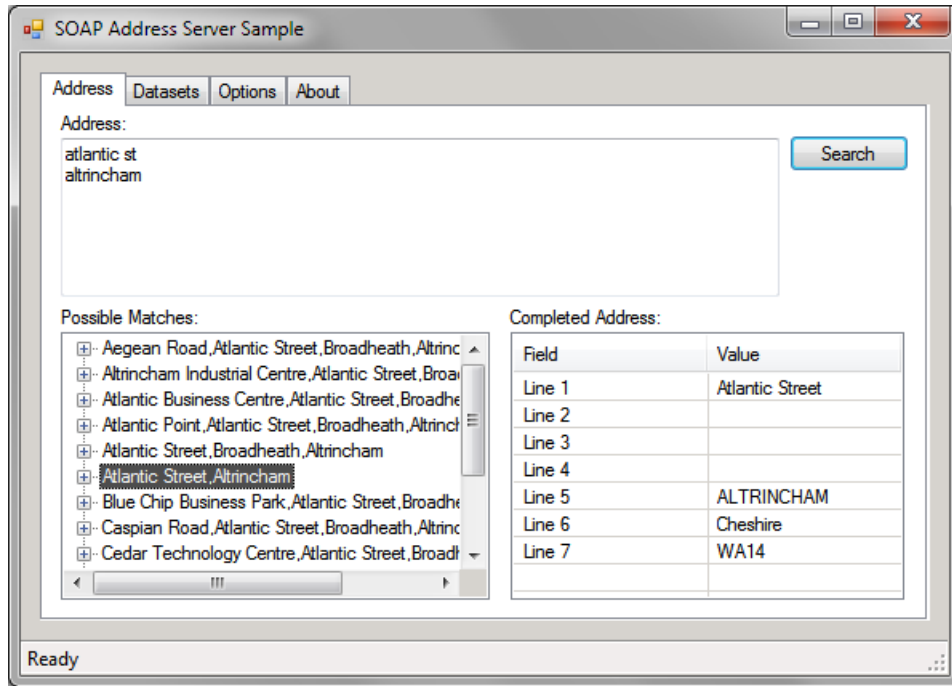 SOAP Address Server Sample
Address Datasets Options About
Address:
atlantic st
altrincham
Search
Possible Matches:
Aegean Road,Atlantic Street,Broadheath,Altrinc
Altrincham Industrial Centre,Atlantic Street,Broa
Atlantic Business Centre,Atlantic Street,Broadhe
Atlantic Point,Atlantic Street,Broadheath,Altrinch
Atlantic Street,Broadheath,Altrincham
Atlantic Street,Altrincham
Blue Chip Business Park,Atlantic Street,Broadhe
Caspian Road,Atlantic Street,Broadheath,Altrinc
Cedar Technology Centre,Atlantic Street,Broadh
Completed Address:
Field Value
Line 1 Atlantic Street
Line 2
Line 3
Line 4
Line 5 ALTRINCHAM
Line 6 Cheshire
Line 7 WA14
Ready